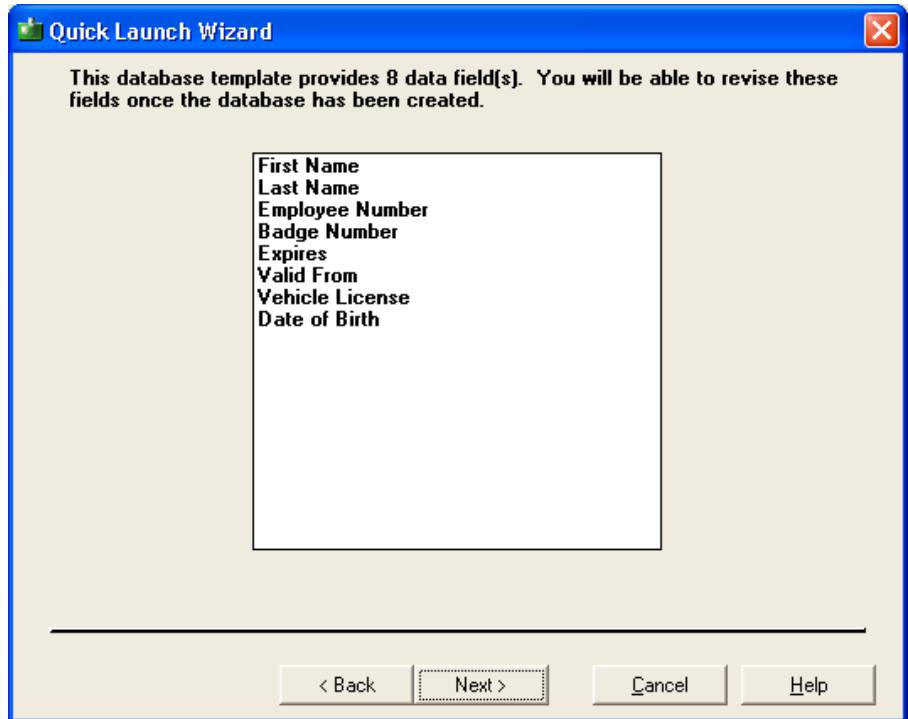 Quick Launch Wizard
This database template provides 8 data field(s).  You will be able to revise these
fields once the database has been created.
First Name
Last Name
Employee Number
Badge Number
Expires
Valid From
Vehicle License
Date of Birth
< Back
Next >
Cancel
Help